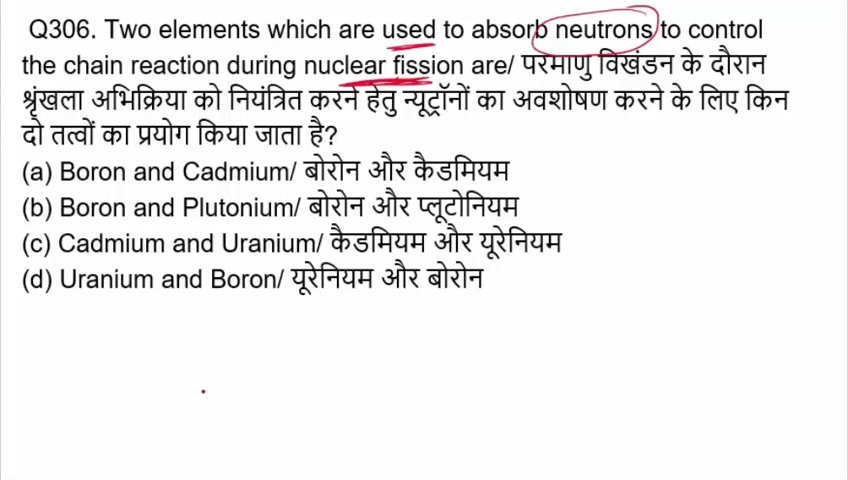 Q306. Two elements which are used to absorb neutrons to control
the chain reaction during nuclear fission are/ परमाणु विखंडन के दौरान
श्रृंखला अभिक्रिया को नियंत्रित करने हेतु न्यूट्रॉनों का अवशोषण करने के लिए किन
दो तत्वों का प्रयोग किया जाता है?
(a) Boron and Cadmium/ बोरोन और कैडमियम
(b) Boron and Plutonium/ बोरोन और प्लूटोनियम
(c) Cadmium and Uranium/ कैडमियम और यूरेनियम
(d) Uranium and Boron/ यूरेनियम और बोरोन